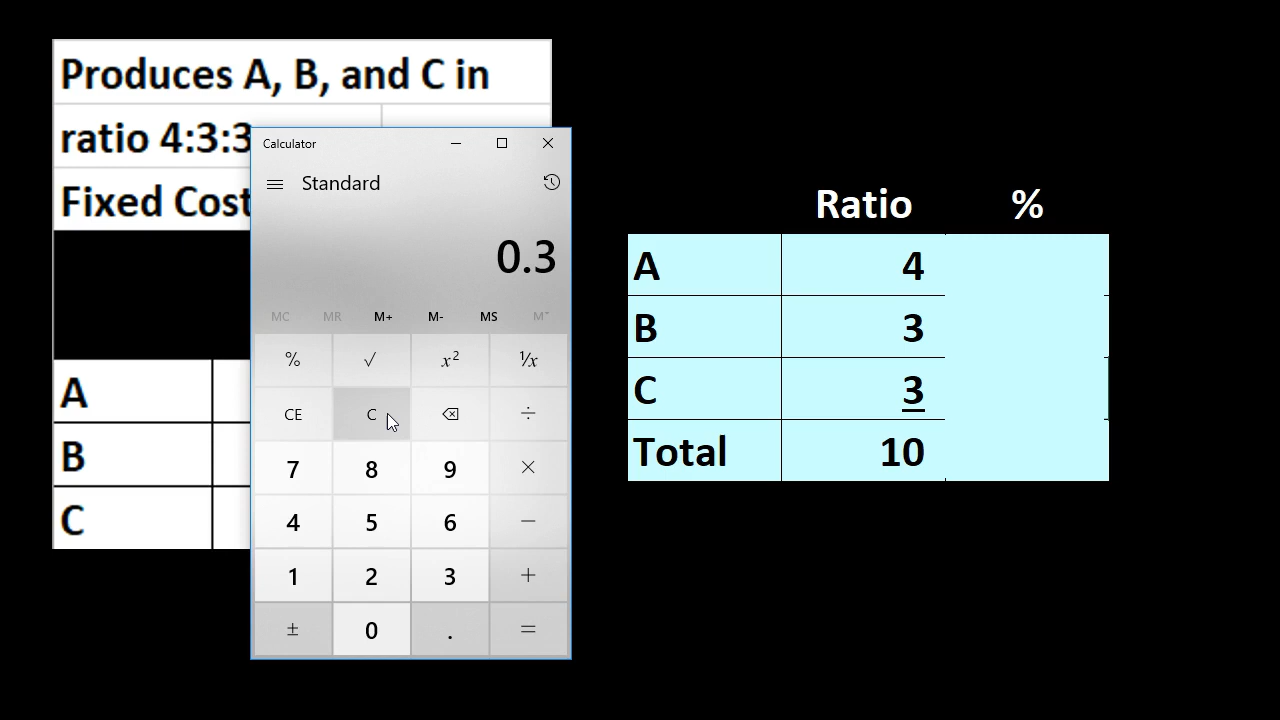 Produces A, B, and C in
ratio 4:3:3
Fixed Cost
A
B
C
Calculator
Standard
0.3
MC MR M+ M- MS M˅
% √ x² ¹/x
CE C ⌫ ÷
7 8 9 ×
4 5 6 −
1 2 3 +
± 0 . =
Ratio %
A 4
B 3
C 3
Total 10